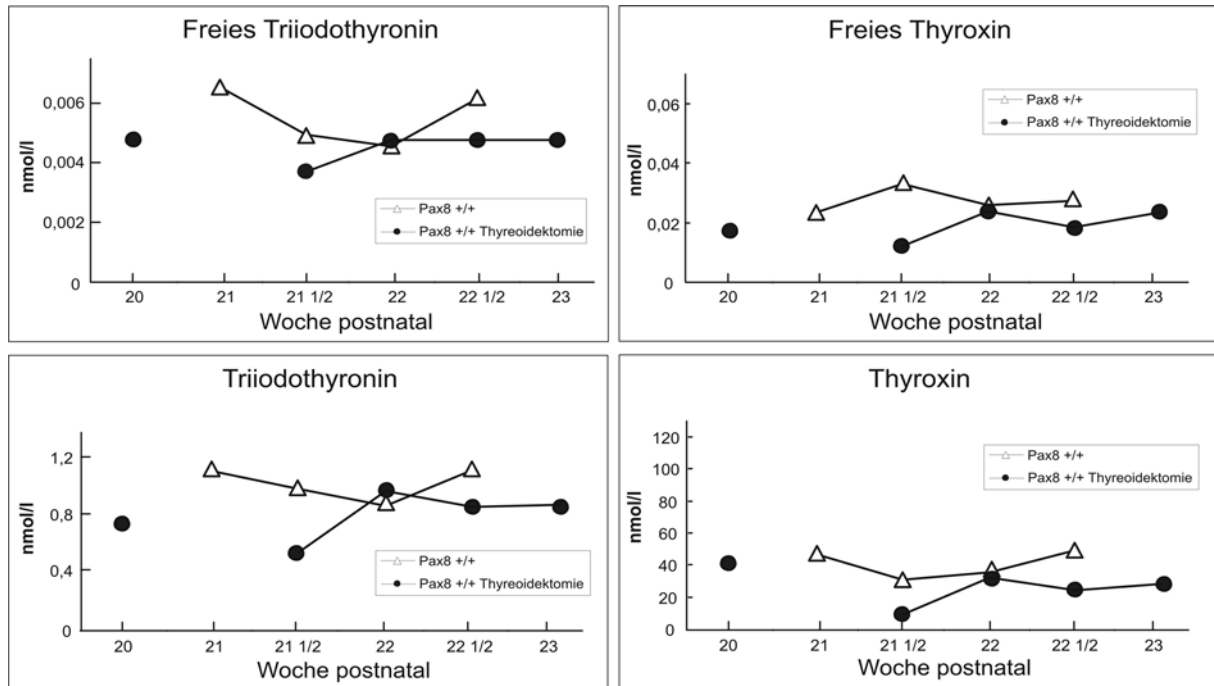 Freies Triiodothyronin
nmol/l
0,006
0,004
0,002
0
Pax8 +/+
Pax8 +/+ Thyreoidektomie
20 21 21 1/2 22 22 1/2 23
Woche postnatal
Freies Thyroxin
nmol/l
0,06
0,04
0,02
0
Pax8 +/+
Pax8 +/+ Thyreoidektomie
20 21 21 1/2 22 22 1/2 23
Woche postnatal
Triiodothyronin
nmol/l
1,2
0,8
0,4
0
Pax8 +/+
Pax8 +/+ Thyreoidektomie
20 21 21 1/2 22 22 1/2 23
Woche postnatal
Thyroxin
nmol/l
120
100
80
60
40
20
0
Pax8 +/+
Pax8 +/+ Thyreoidektomie
20 21 21 1/2 22 22 1/2 23
Woche postnatal